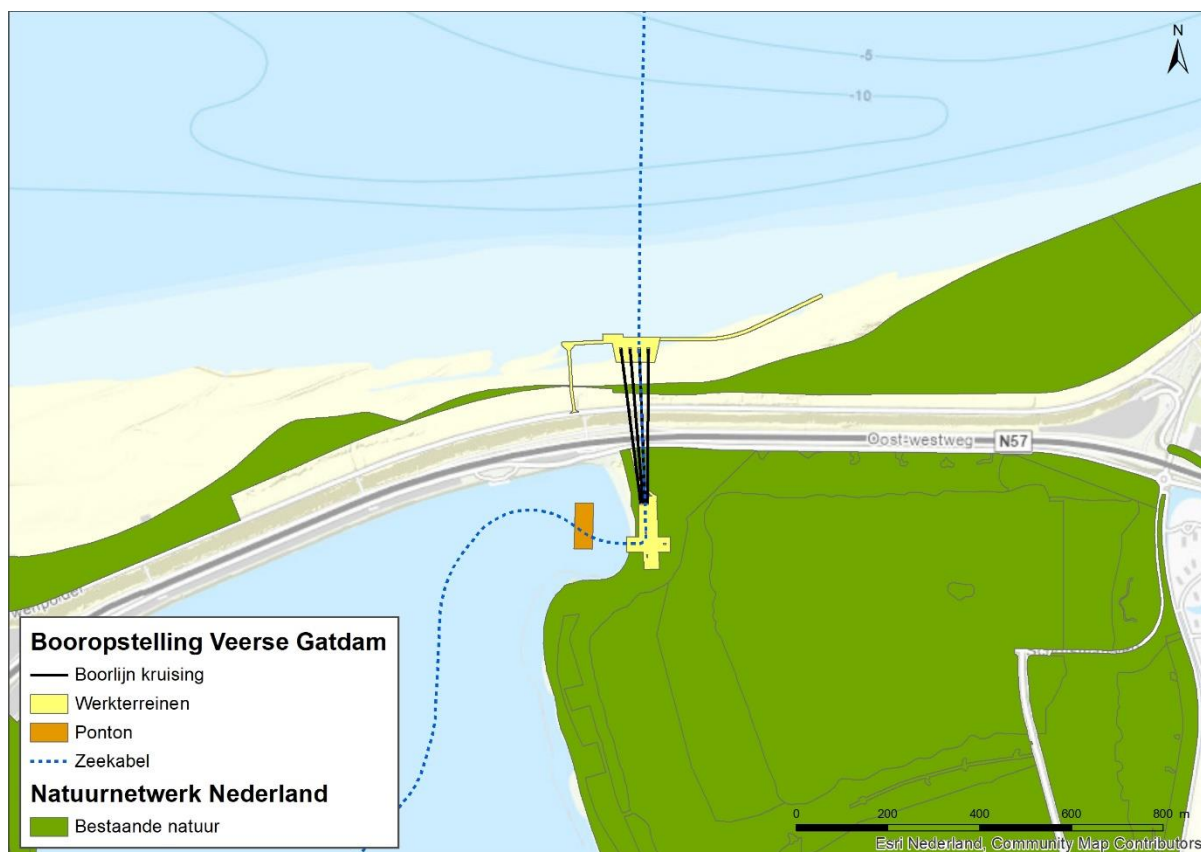 N
-5
-10
Oost-westweg N57
Booropstelling Veerse Gatdam
Boorlijn kruising
Werkterreinen
Ponton
Zeekabel
Natuurnetwerk Nederland
Bestaande natuur
0 200 400 600 800 m
Esri Nederland, Community Map Contributors